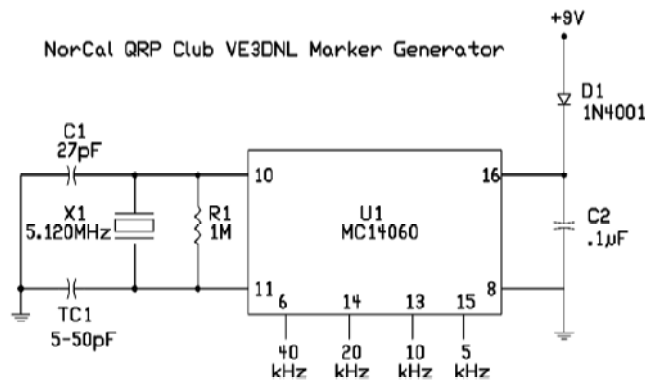 +9V
NorCal QRP Club VE3DNL Marker Generator
D1
1N4001
C1
27pF
10
16
X1
5.120MHz
R1
1M
U1
MC14060
C2
.1µF
11
8
6
14
13
15
TC1
5-50pF
40
kHz
20
kHz
10
kHz
5
kHz